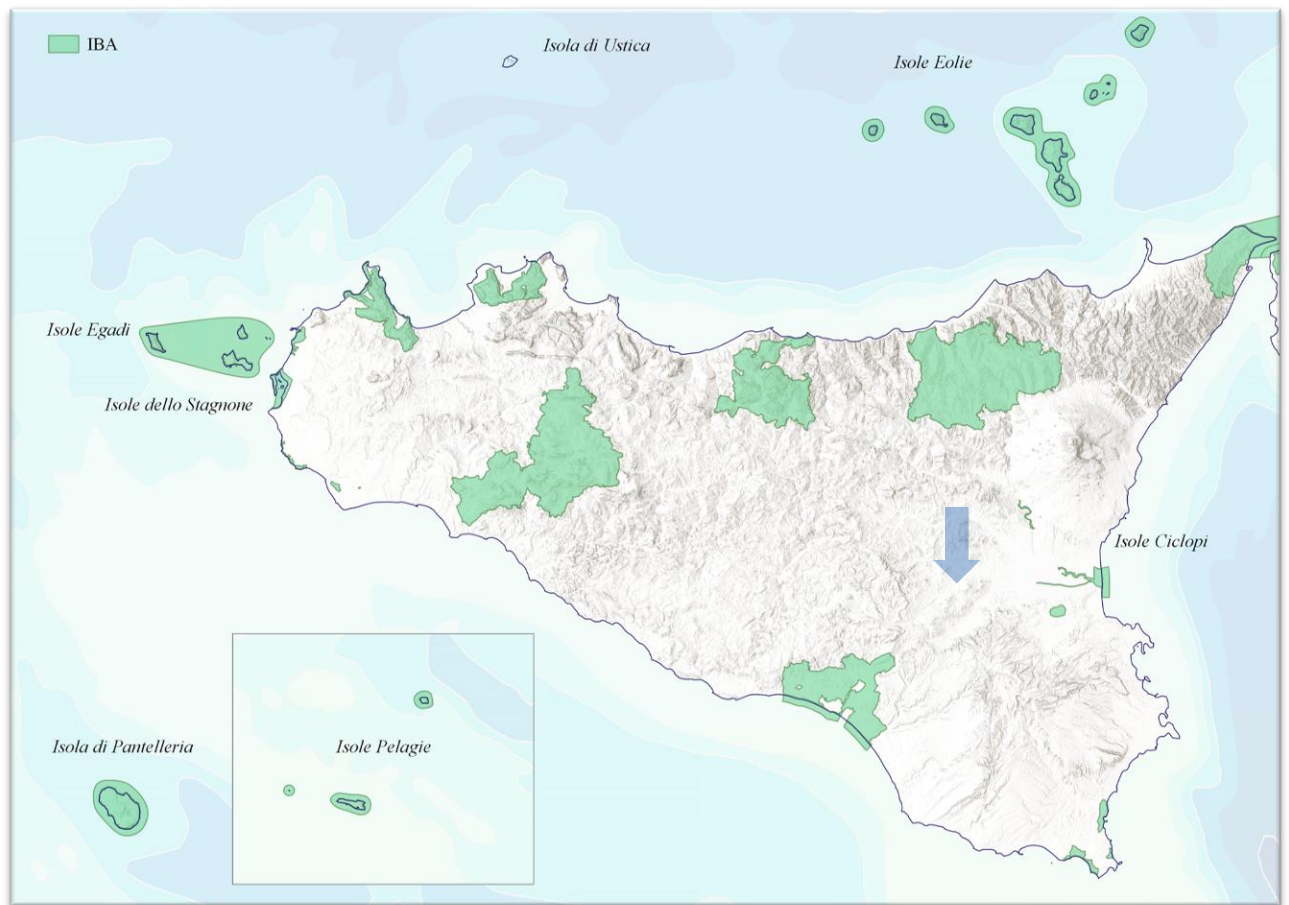 IBA
Isola di Ustica
Isole Eolie
Isole Egadi
Isole dello Stagnone
Isole Ciclopi
Isola di Pantelleria
Isole Pelagie